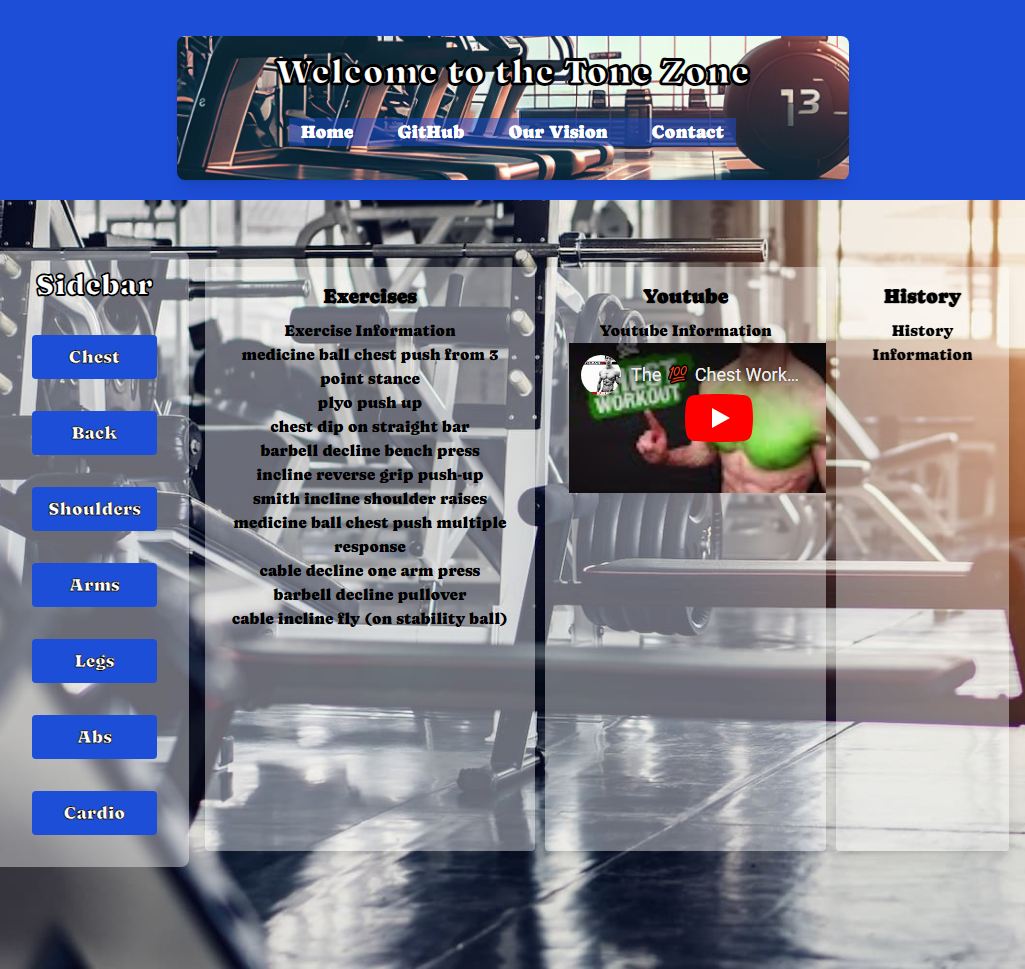 Welcome to the Tone Zone
Home GitHub Our Vision Contact
13
Sidebar
Chest
Back
Shoulders
Arms
Legs
Abs
Cardio
Exercises
Exercise Information
medicine ball chest push from 3
point stance
plyo push up
chest dip on straight bar
barbell decline bench press
incline reverse grip push-up
smith incline shoulder raises
medicine ball chest push multiple
response
cable decline one arm press
barbell decline pullover
cable incline fly (on stability ball)
Youtube
Youtube Information
The 💯 Chest Work...
WORKOUT
History
History
Information